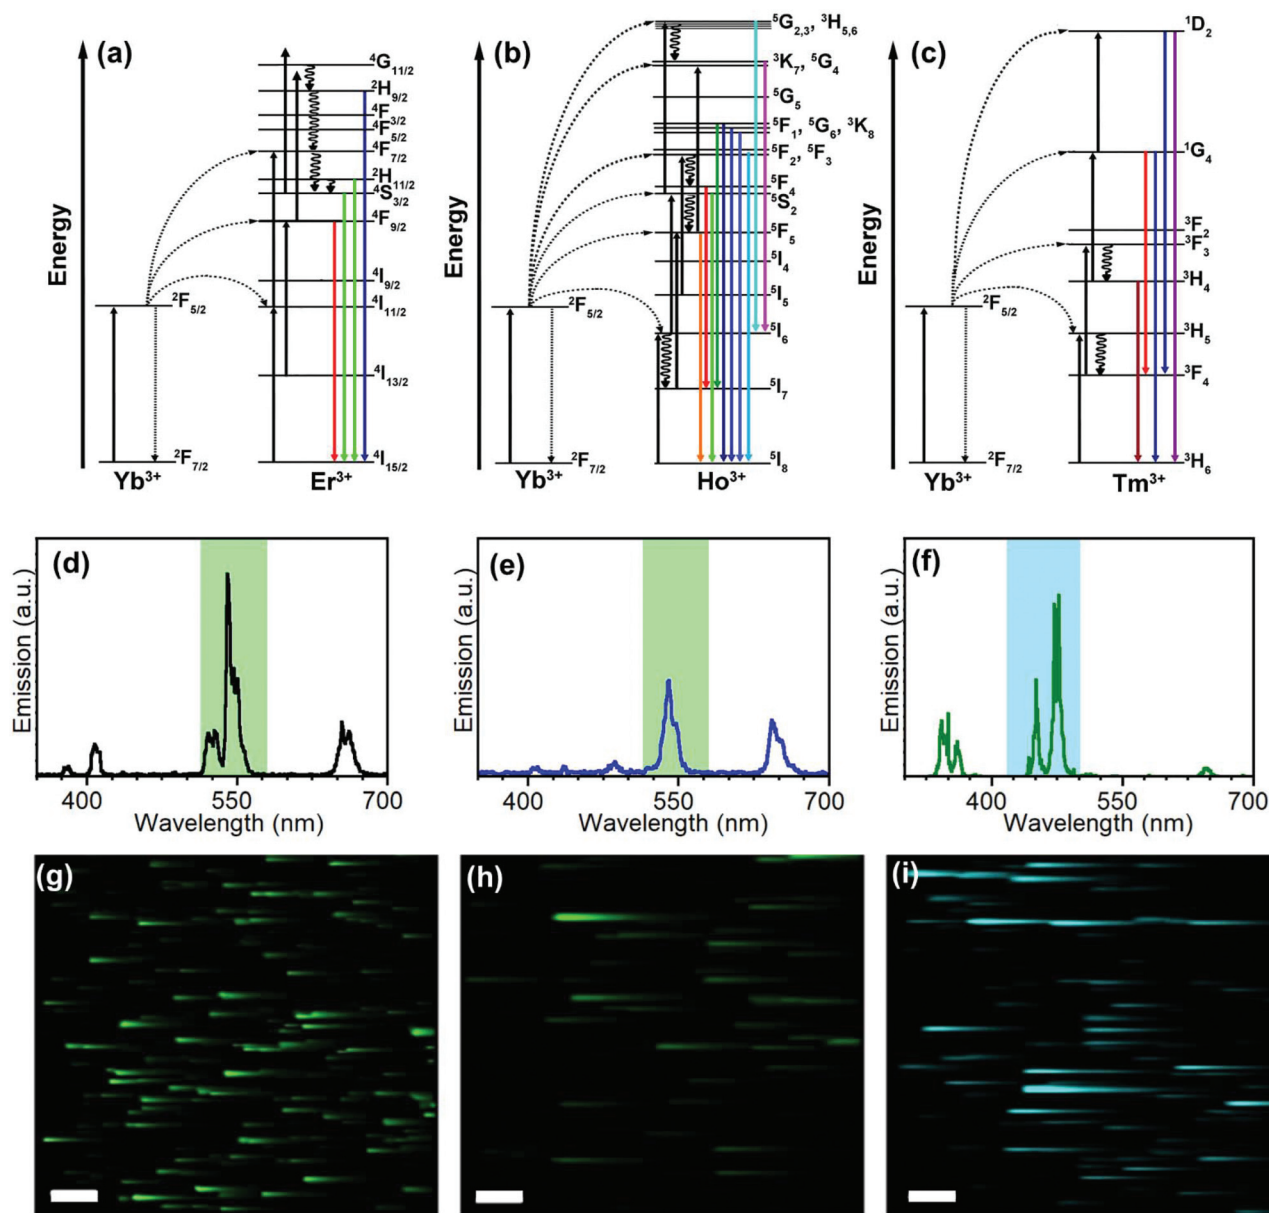 (a)
Energy
⁴G₁₁/₂
²H₉/₂
⁴F₃/₂
⁴F₅/₂
⁴F₇/₂
²H₁₁/₂
⁴S₃/₂
⁴F₉/₂
⁴I₉/₂
²F₅/₂
⁴I₁₁/₂
⁴I₁₃/₂
²F₇/₂
⁴I₁₅/₂
Yb³⁺
Er³⁺
(b)
Energy
⁵G₂,₃, ³H₅,₆
³K₇, ⁵G₄
⁵G₅
⁵F₁, ⁵G₆, ³K₈
⁵F₂, ⁵F₃
⁵F₄
⁵S₂
⁵F₅
⁵I₄
⁵I₅
²F₅/₂
⁵I₆
⁵I₇
²F₇/₂
⁵I₈
Yb³⁺
Ho³⁺
(c)
Energy
¹D₂
¹G₄
³F₂
³F₃
³H₄
²F₅/₂
³H₅
³F₄
²F₇/₂
³H₆
Yb³⁺
Tm³⁺
(d)
Emission (a.u.)
400 550 700
Wavelength (nm)
(e)
Emission (a.u.)
400 550 700
Wavelength (nm)
(f)
Emission (a.u.)
400 550 700
Wavelength (nm)
(g)
(h)
(i)